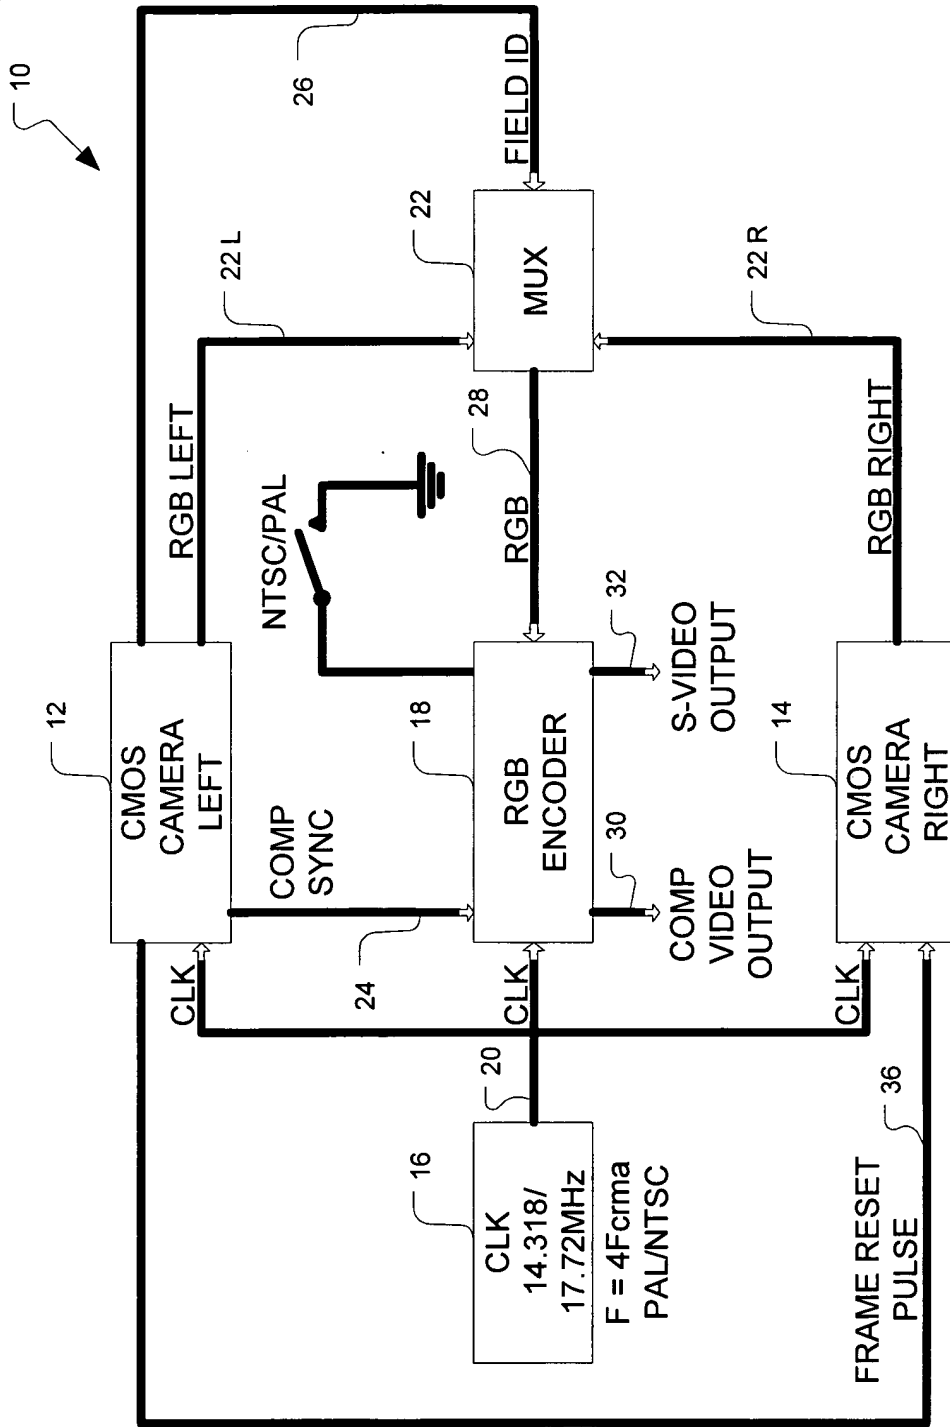 10
26
FIELD ID
22 L
RGB LEFT
12
CMOS
CAMERA
LEFT
CLK
COMP
SYNC
24
NTSC/PAL
22
MUX
28
RGB
18
RGB
ENCODER
CLK
20
16
CLK
14.318/
17.72MHz
F = 4Fcrma
PAL/NTSC
30
COMP
VIDEO
OUTPUT
32
S-VIDEO
OUTPUT
22 R
RGB RIGHT
14
CMOS
CAMERA
RIGHT
CLK
36
FRAME RESET
PULSE